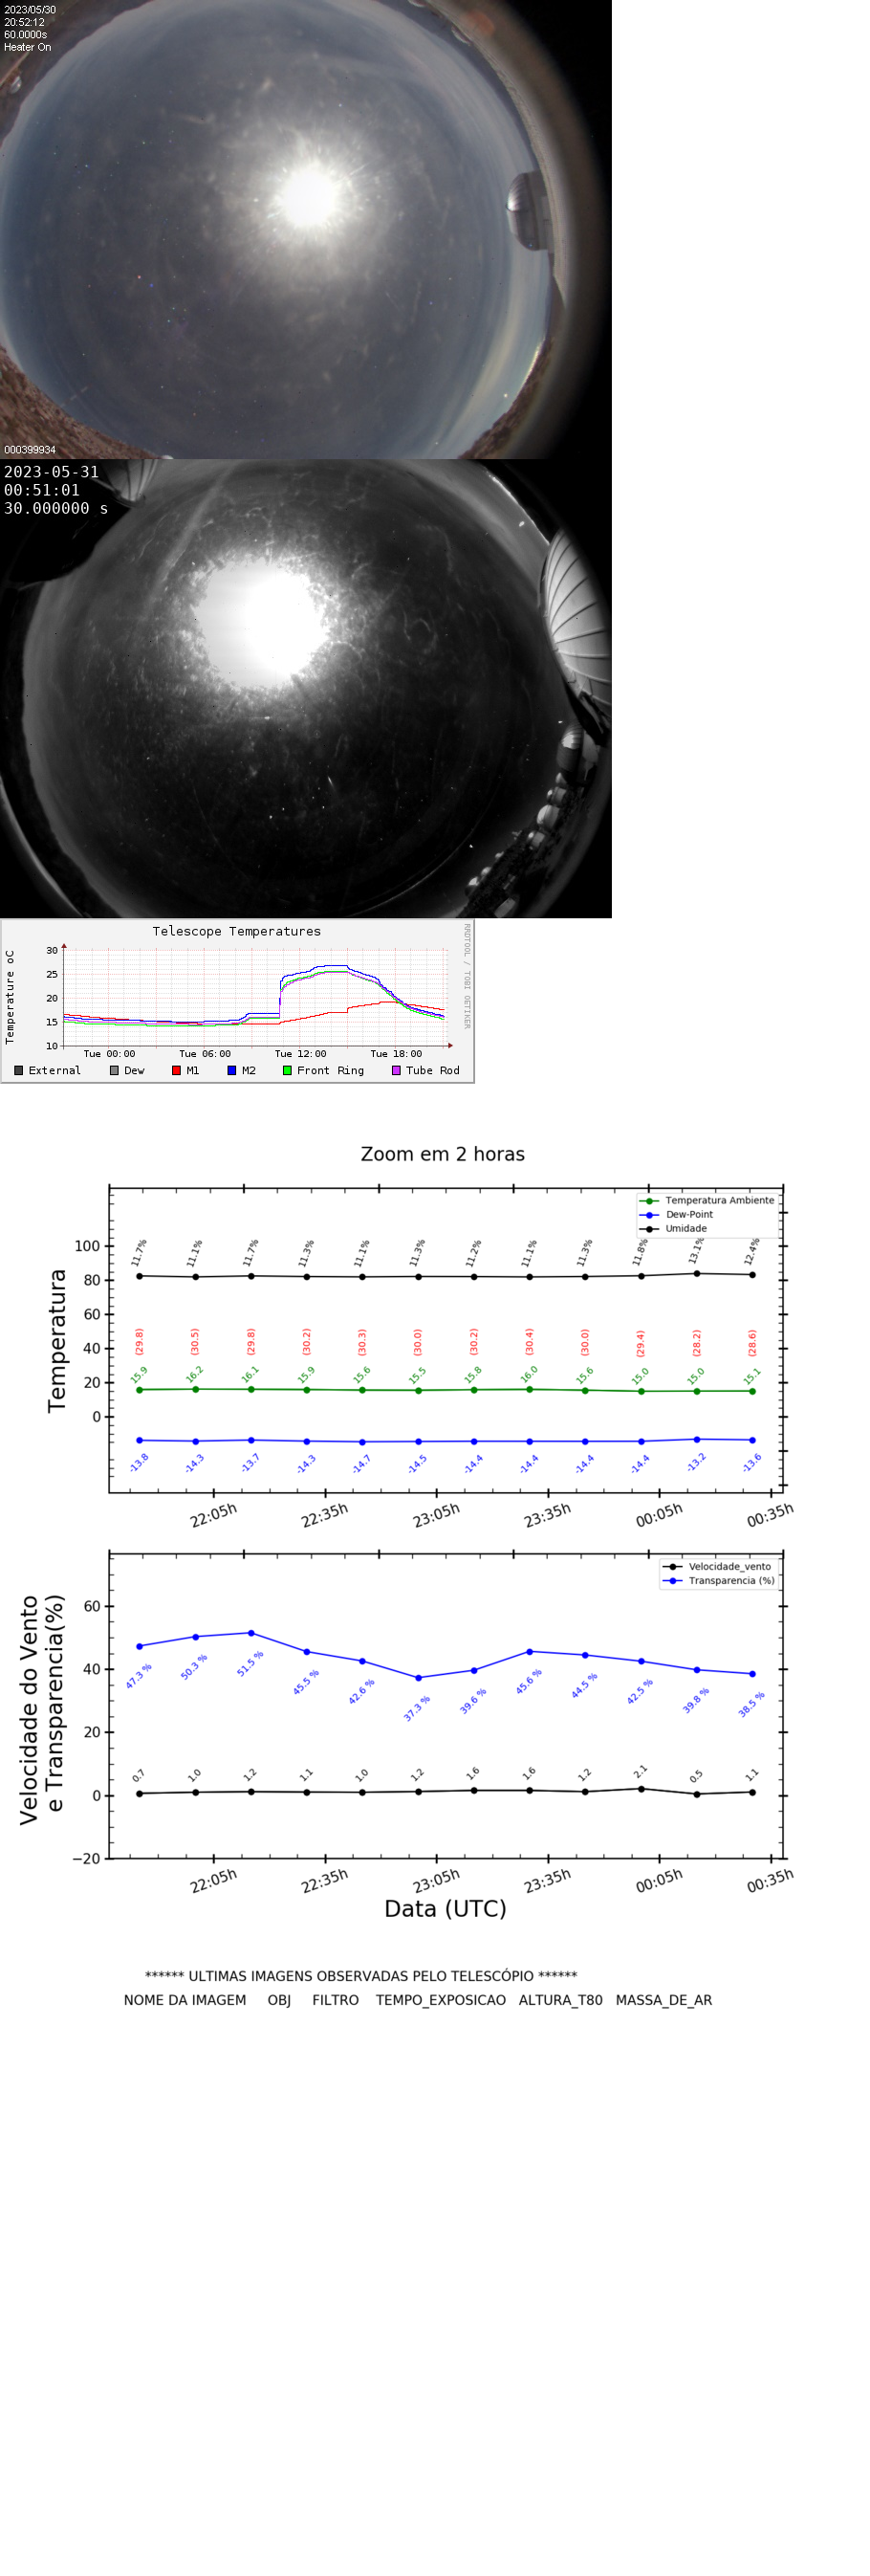 2023/05/30
20:52:12
60.0000s
Heater On
000399934
2023-05-31
00:51:01
30.000000 s
Telescope Temperatures
RRDTOOL / TOBI OETIKER
Temperature oC
30
25
20
15
10
Tue 00:00 Tue 06:00 Tue 12:00 Tue 18:00
External Dew M1 M2 Front Ring Tube Rod
Zoom em 2 horas
Temperatura Ambiente
Dew-Point
Umidade
Temperatura
100
80
60
40
20
0
11.7% 11.1% 11.7% 11.3% 11.1% 11.3% 11.2% 11.1% 11.3% 11.8% 13.1% 12.4%
(29.8) (30.5) (29.8) (30.2) (30.3) (30.0) (30.2) (30.4) (30.0) (29.4) (28.2) (28.6)
15.9 16.2 16.1 15.9 15.6 15.5 15.8 16.0 15.6 15.0 15.0 15.1
-13.8 -14.3 -13.7 -14.3 -14.7 -14.5 -14.4 -14.4 -14.4 -14.4 -13.2 -13.6
22:05h 22:35h 23:05h 23:35h 00:05h 00:35h
Velocidade_vento
Transparencia (%)
Velocidade do Vento
e Transparencia(%)
60
40
20
0
−20
47.3 % 50.3 % 51.5 % 45.5 % 42.6 % 37.3 % 39.6 % 45.6 % 44.5 % 42.5 % 39.8 % 38.5 %
0.7 1.0 1.2 1.1 1.0 1.2 1.6 1.6 1.2 2.1 0.5 1.1
22:05h 22:35h 23:05h 23:35h 00:05h 00:35h
Data (UTC)
****** ULTIMAS IMAGENS OBSERVADAS PELO TELESCÓPIO ******
NOME DA IMAGEM OBJ FILTRO TEMPO_EXPOSICAO ALTURA_T80 MASSA_DE_AR